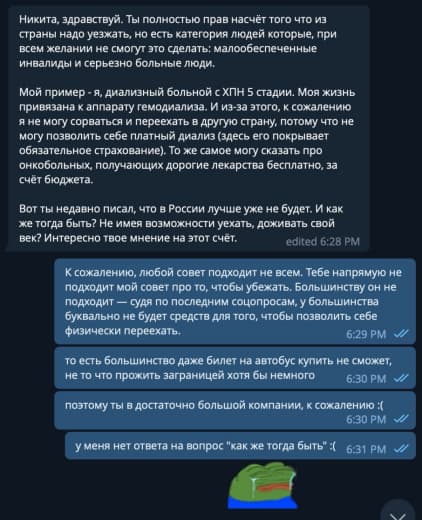 Никита, здравствуй. Ты полностью прав насчёт того что из
страны надо уезжать, но есть категория людей которые, при
всем желании не смогут это сделать: малообеспеченные
инвалиды и серьезно больные люди.
Мой пример - я, диализный больной с ХПН 5 стадии. Моя жизнь
привязана к аппарату гемодиализа. И из-за этого, к сожалению
я не могу сорваться и переехать в другую страну, потому что не
могу позволить себе платный диализ (здесь его покрывает
обязательное страхование). То же самое могу сказать про
онкобольных, получающих дорогие лекарства бесплатно, за
счёт бюджета.
Вот ты недавно писал, что в России лучше уже не будет. И как
же тогда быть? Не имея возможности уехать, доживать свой
век? Интересно твое мнение на этот счёт.
edited 6:28 PM
К сожалению, любой совет подходит не всем. Тебе напрямую не
подходит мой совет про то, чтобы убежать. Большинству он не
подходит — судя по последним соцопросам, у большинства
буквально не будет средств для того, чтобы позволить себе
физически переехать.
6:29 PM
то есть большинство даже билет на автобус купить не сможет,
не то что прожить заграницей хотя бы немного
6:30 PM
поэтому ты в достаточно большой компании, к сожалению :(
6:30 PM
у меня нет ответа на вопрос "как же тогда быть" :(
6:31 PM